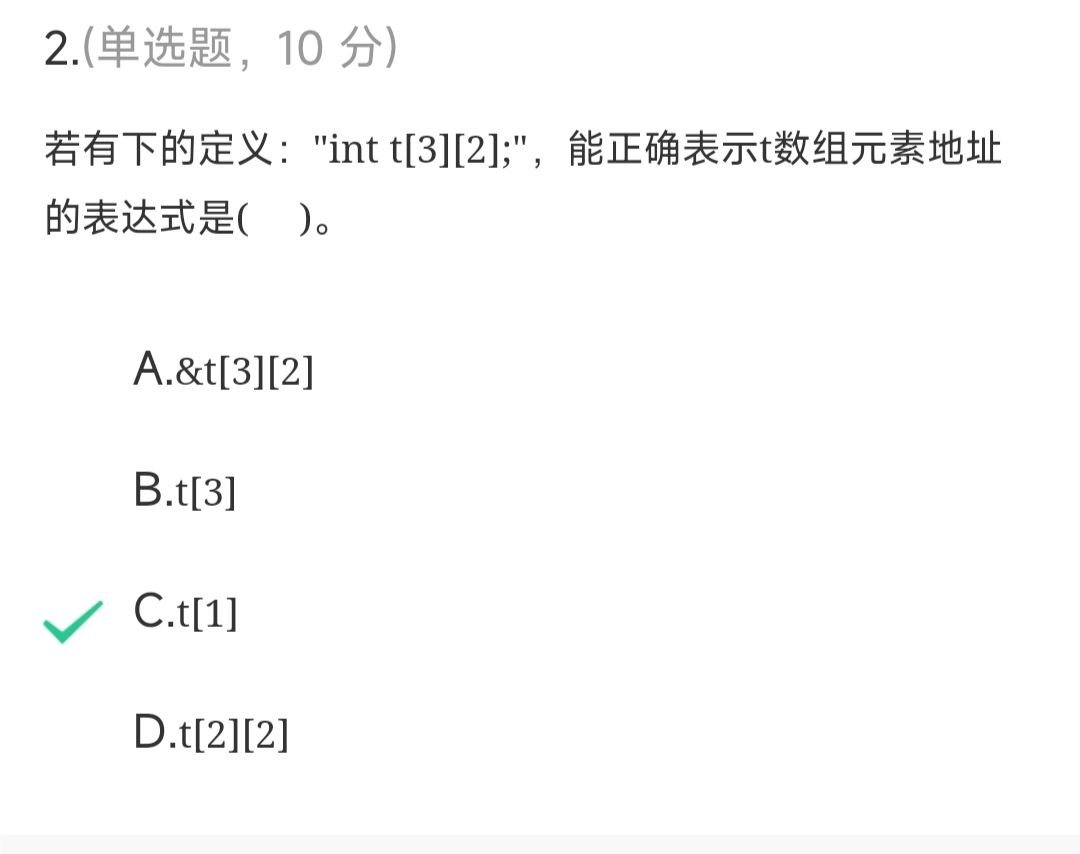 2.(单选题，10 分)
若有下的定义："int t[3][2];"，能正确表示t数组元素地址
的表达式是(    )。
A.&t[3][2]
B.t[3]
C.t[1]
D.t[2][2]